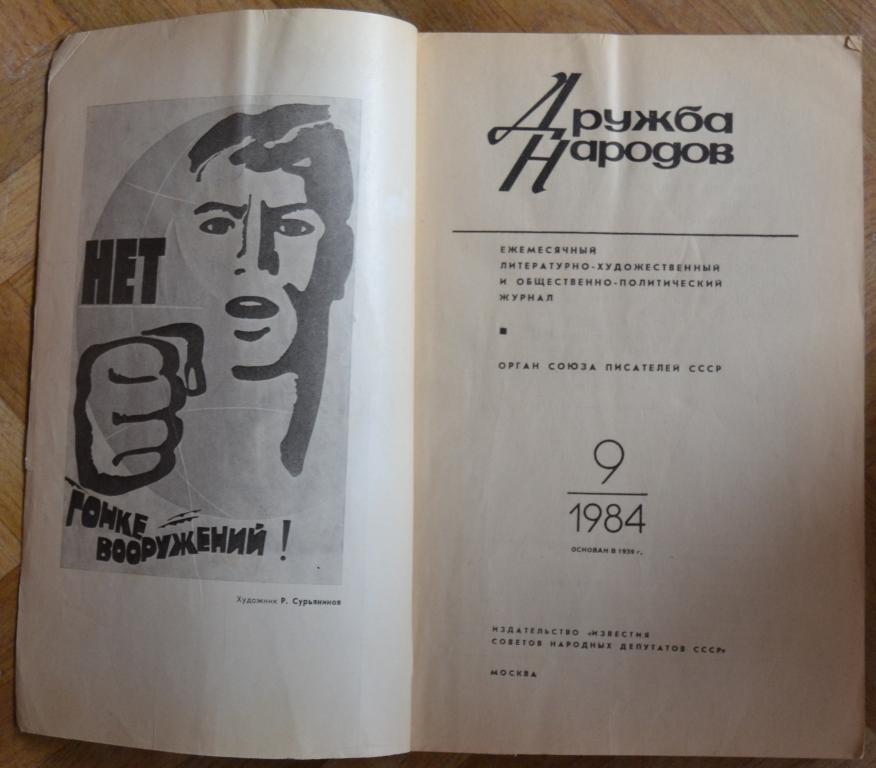 НЕТ
ГОНКЕ
ВООРУЖЕНИЙ!
Художник Р. Сурьянинов
Дружба
Народов
ЕЖЕМЕСЯЧНЫЙ
ЛИТЕРАТУРНО-ХУДОЖЕСТВЕННЫЙ
И ОБЩЕСТВЕННО-ПОЛИТИЧЕСКИЙ
ЖУРНАЛ
ОРГАН СОЮЗА ПИСАТЕЛЕЙ СССР
9
1984
ОСНОВАН В 1939 г.
ИЗДАТЕЛЬСТВО «ИЗВЕСТИЯ
СОВЕТОВ НАРОДНЫХ ДЕПУТАТОВ СССР»
МОСКВА